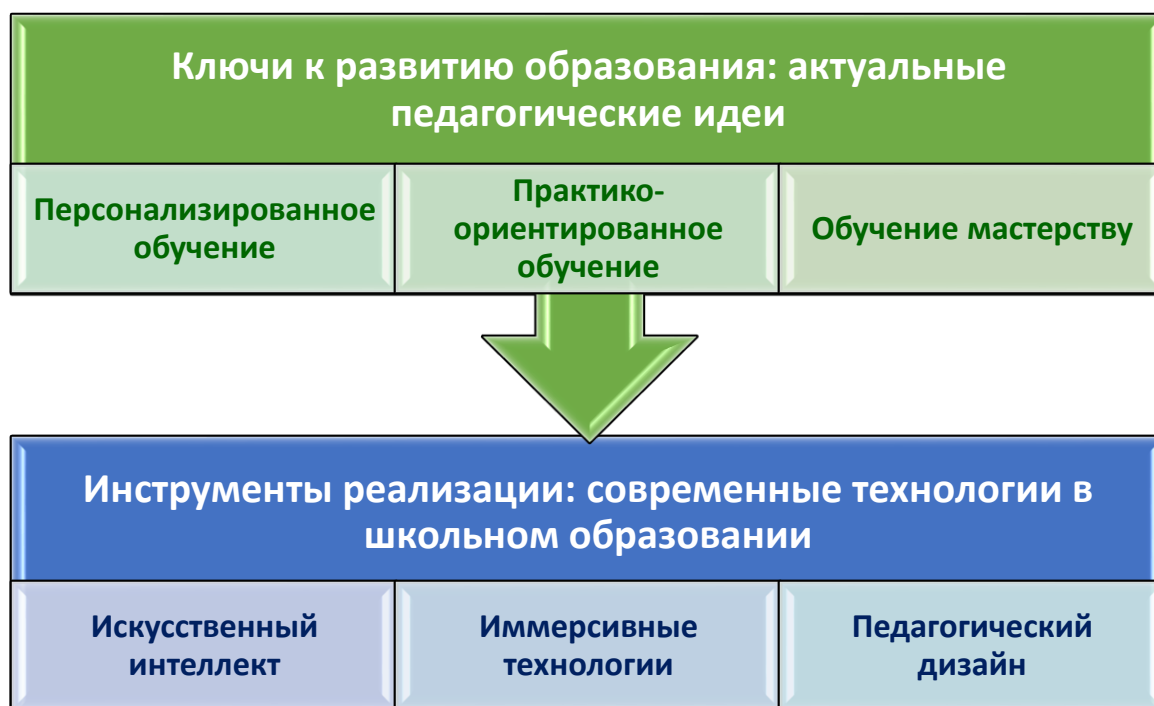 Ключи к развитию образования: актуальные
педагогические идеи
Персонализированное
обучение
Практико-
ориентированное
обучение
Обучение мастерству
Инструменты реализации: современные технологии в
школьном образовании
Искусственный
интеллект
Иммерсивные
технологии
Педагогический
дизайн